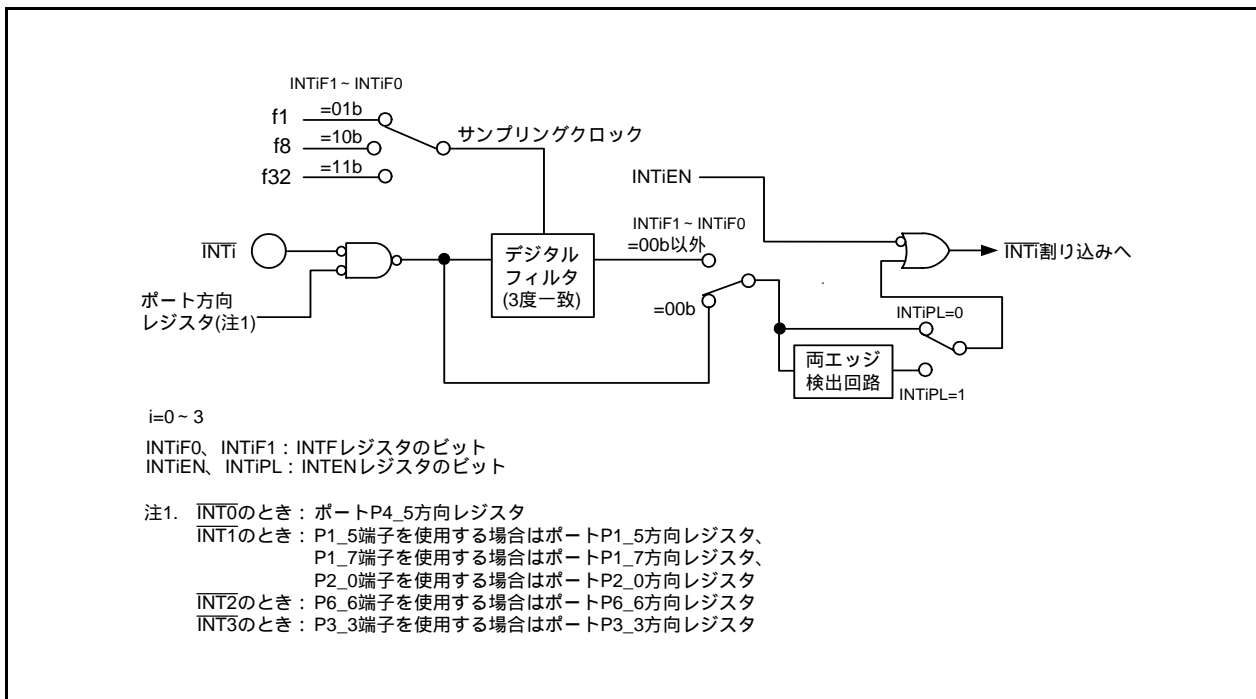 INTiF1~INTiF0
f1
=01b
f8
=10b
f32
=11b
サンプリングクロック
INTiEN
INTi
INTiF1~INTiF0
=00b以外
デジタル
フィルタ
(3度一致)
=00b
INTi割り込みへ
ポート方向
レジスタ(注1)
INTiPL=0
両エッジ
検出回路
INTiPL=1
i=0~3
INTiF0、INTiF1:INTFレジスタのビット
INTiEN、INTiPL:INTENレジスタのビット
注1. INT0のとき:ポートP4_5方向レジスタ
INT1のとき:P1_5端子を使用する場合はポートP1_5方向レジスタ、
P1_7端子を使用する場合はポートP1_7方向レジスタ、
P2_0端子を使用する場合はポートP2_0方向レジスタ
INT2のとき:P6_6端子を使用する場合はポートP6_6方向レジスタ
INT3のとき:P3_3端子を使用する場合はポートP3_3方向レジスタ